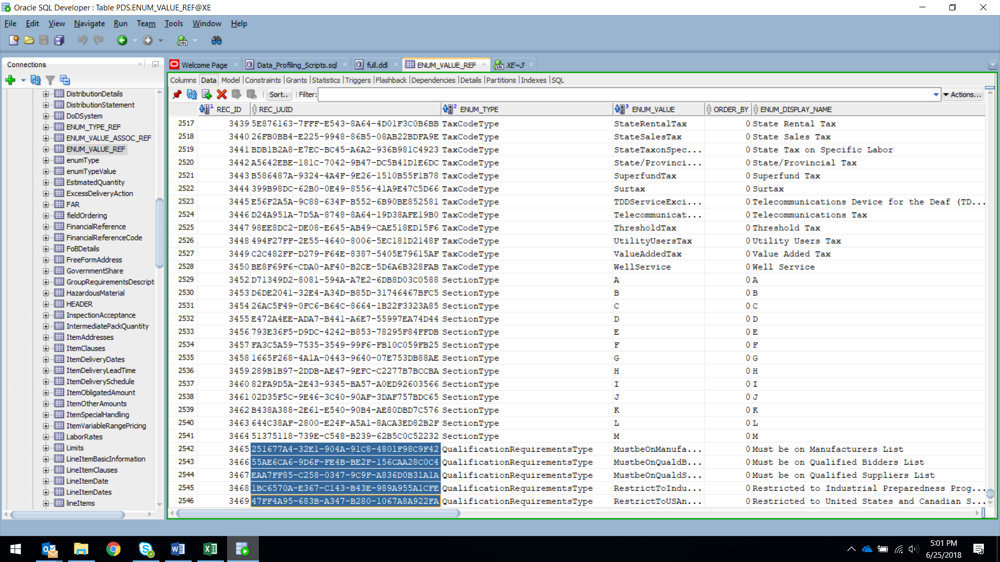 Oracle SQL Developer : Table PDS.ENUM_VALUE_REF@XE
File Edit View Navigate Run Team Tools Window Help
Connections
Welcome Page
Data_Profiling_Scripts.sql
full.ddl
ENUM_VALUE_REF
XE~3
Columns Data Model Constraints Grants Statistics Triggers Flashback Dependencies Details Partitions Indexes SQL
Sort.. Filter: Actions...
DistributionDetails
DistributionStatement
DoDSystem
ENUM_TYPE_REF
ENUM_VALUE_ASSOC_REF
ENUM_VALUE_REF
enumType
enumTypeValue
EstimatedQuantity
ExcessDeliveryAction
FAR
fieldOrdering
FinancialReference
FinancialReferenceCode
FoBDetails
FreeFormAddress
GovernmentShare
GroupRequirementsDescript
HazardousMaterial
HEADER
InspectionAcceptance
IntermediatePackQuantity
ItemAddresses
ItemClauses
ItemDeliveryDates
ItemDeliveryLeadTime
ItemDeliverySchedule
ItemObligatedAmount
ItemOtherAmounts
ItemSpecialHandling
ItemVariableRangePricing
LaborRates
Limits
LineItemBasicInformation
LineItemClauses
LineItemDate
LineItemDates
lineItems
REC_ID REC_UUID ENUM_TYPE ENUM_VALUE ORDER_BY ENUM_DISPLAY_NAME
2517 3439 5E876163-7FFF-E543-8A64-4D01F3C0B6BB TaxCodeType StateRentalTax 0 State Rental Tax
2518 3440 26FB0BB4-E225-9948-86B5-08AB22BDFA9E TaxCodeType StateSalesTax 0 State Sales Tax
2519 3441 BDB1B2A8-E7EC-BC45-A6A2-936B981C4923 TaxCodeType StateTaxonSpec... 0 State Tax on Specific Labor
2520 3442 A5642EBE-181C-7042-9B47-DC5B41D1E6DC TaxCodeType State/Provinci... 0 State/Provincial Tax
2521 3443 B586487A-9324-4A4F-9E26-1510B55F1B78 TaxCodeType SuperfundTax 0 Superfund Tax
2522 3444 399B98DC-62B0-0E49-8556-41A9E47C5D66 TaxCodeType Surtax 0 Surtax
2523 3445 E56F2A5A-9C88-634F-B552-6B90BE852581 TaxCodeType TDDServiceExci... 0 Telecommunications Device for the Deaf (TD...
2524 3446 D24A951A-7D5A-8748-8A64-19D38AFE19B0 TaxCodeType Telecommunicat... 0 Telecommunications Tax
2525 3447 98EE8DC2-DE08-E645-AB49-CAE518ED15F6 TaxCodeType ThresholdTax 0 Threshold Tax
2526 3448 494F27FF-2E55-4640-8006-5EC181D2148F TaxCodeType UtilityUsersTax 0 Utility Users Tax
2527 3449 C2C482FF-D279-F64E-8387-5405E79615AF TaxCodeType ValueAddedTax 0 Value Added Tax
2528 3450 BE8F69F6-CDA0-AF40-B2CE-5D6A6B328FAB TaxCodeType WellService 0 Well Service
2529 3452 D71349D2-8081-594A-A7E2-6DB8D03C0588 SectionType A 0 A
2530 3453 D6DE2041-32E4-A34D-B85D-31746467BFC5 SectionType B 0 B
2531 3454 26AC5F49-0FC6-B64C-8664-1B22F3323A85 SectionType C 0 C
2532 3455 E472A4EE-ADA7-B441-A6E7-55997EA74D44 SectionType D 0 D
2533 3456 793E36F5-D9DC-4242-B853-78295F84FFDB SectionType E 0 E
2534 3457 FA3C5A59-7535-3549-99F6-FB10C059FB25 SectionType F 0 F
2535 3458 1665F268-4A1A-0443-9640-07E753DB88AE SectionType G 0 G
2536 3459 289B1B97-2DDB-AE47-9EFC-C2277B7BCCBA SectionType H 0 H
2537 3460 82FA9D5A-2E43-9345-BA57-A0ED92603566 SectionType I 0 I
2538 3461 02D35F5C-9E46-3C40-90AF-3DAF757BDC65 SectionType J 0 J
2539 3462 B438A388-2E61-E540-90B4-AE80DBD7C576 SectionType K 0 K
2540 3463 644C38AF-2800-E24F-A5A1-8ACA3ED82B2F SectionType L 0 L
2541 3464 51375118-739E-C548-B239-62B5C0C52232 SectionType M 0 M
2542 3465 251677A4-32E1-904A-91C8-4801F98C9F42 QualificationRequirementsType MustbeOnManufa... 0 Must be on Manufacturers List
2543 3466 55AE6CA6-9D6F-FE4B-BE2F-156CAA28C0C4 QualificationRequirementsType MustbeOnQualdB... 0 Must be on Qualified Bidders List
2544 3467 EAA7FF85-C258-0347-9C9F-A836D0B31A1A QualificationRequirementsType MustbeOnQualdS... 0 Must be on Qualified Suppliers List
2545 3468 1BC6570A-E367-C143-B43E-989A955A1CFE QualificationRequirementsType RestrictToIndu... 0 Restricted to Industrial Preparedness Prog...
2546 3469 47FF4A95-683B-A347-B280-1067A8A922FA QualificationRequirementsType RestrictToUSAn... 0 Restricted to United States and Canadian S...
5:01 PM
6/25/2018